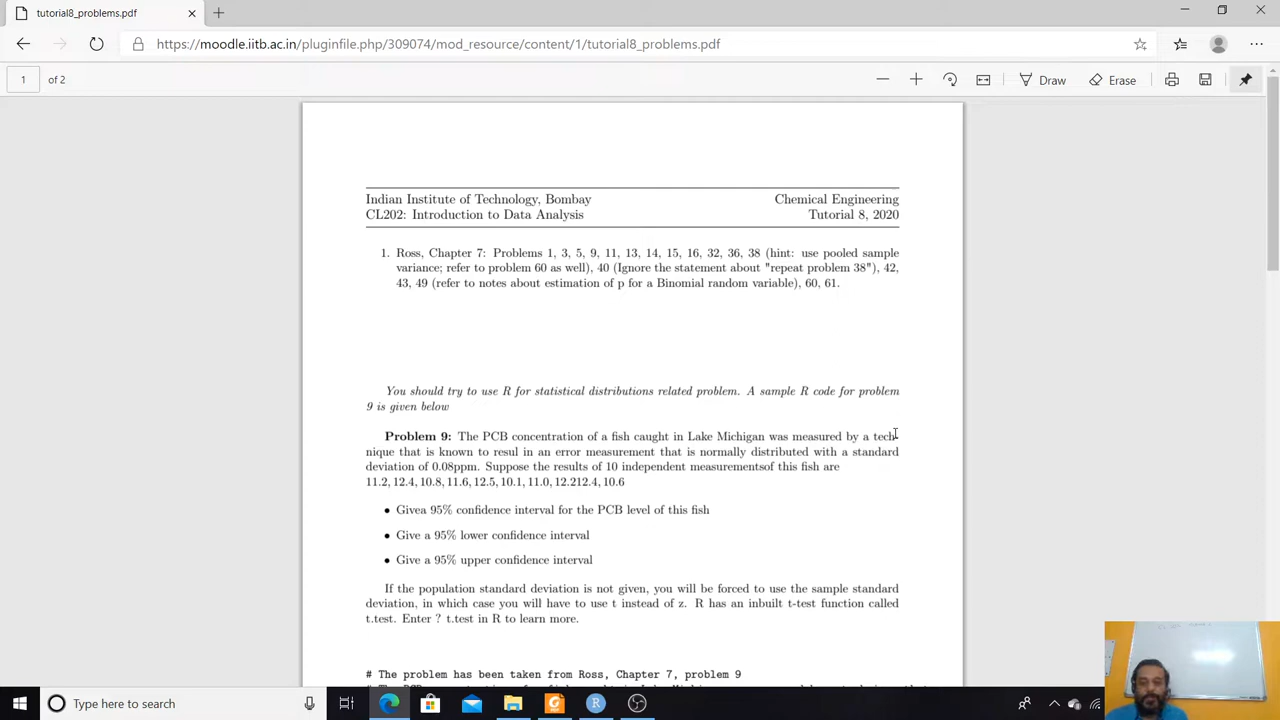 tutorial8_problems.pdf
https://moodle.iitb.ac.in/pluginfile.php/309074/mod_resource/content/1/tutorial8_problems.pdf
1 of 2 Draw Erase
Indian Institute of Technology, Bombay Chemical Engineering
CL202: Introduction to Data Analysis Tutorial 8, 2020
1. Ross, Chapter 7: Problems 1, 3, 5, 9, 11, 13, 14, 15, 16, 32, 36, 38 (hint: use pooled sample
variance; refer to problem 60 as well), 40 (Ignore the statement about "repeat problem 38"), 42,
43, 49 (refer to notes about estimation of p for a Binomial random variable), 60, 61.
You should try to use R for statistical distributions related problem. A sample R code for problem
9 is given below
Problem 9: The PCB concentration of a fish caught in Lake Michigan was measured by a tech-
nique that is known to resul in an error measurement that is normally distributed with a standard
deviation of 0.08ppm. Suppose the results of 10 independent measurementsof this fish are
11.2, 12.4, 10.8, 11.6, 12.5, 10.1, 11.0, 12.212.4, 10.6
• Givea 95% confidence interval for the PCB level of this fish
• Give a 95% lower confidence interval
• Give a 95% upper confidence interval
If the population standard deviation is not given, you will be forced to use the sample standard
deviation, in which case you will have to use t instead of z. R has an inbuilt t-test function called
t.test. Enter ? t.test in R to learn more.
# The problem has been taken from Ross, Chapter 7, problem 9
Type here to search